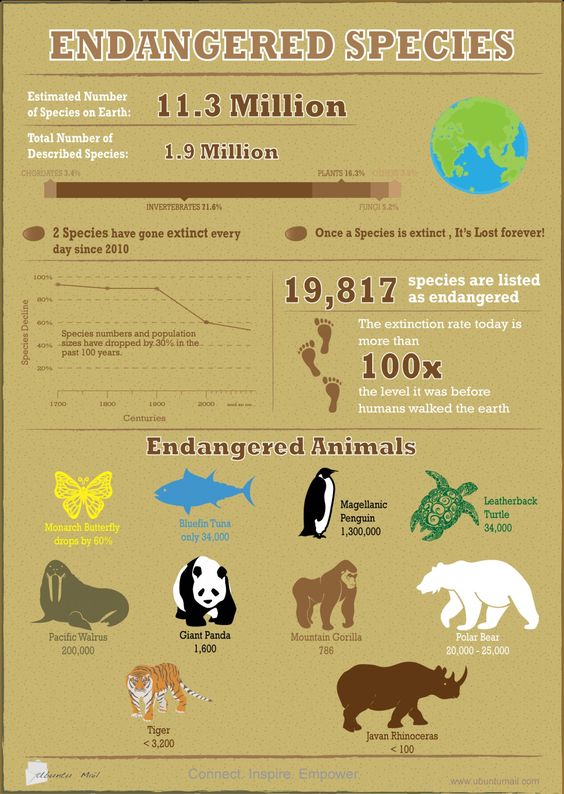 ENDANGERED SPECIES
Estimated Number
of Species on Earth:
11.3 Million
Total Number of
Described Species:
1.9 Million
CHORDATES 3.4%
PLANTS 16.3%
INVERTEBRATES 71.6%
FUNGI 5.2%
2 Species have gone extinct every
day since 2010
Once a Species is extinct , It's Lost forever!
Species Decline
100%
80%
60%
40%
20%
Species numbers and population
sizes have dropped by 30% in the
past 100 years.
1700
1800
1900
2000
Centuries
19,817
species are listed
as endangered
The extinction rate today is
more than
100x
the level it was before
humans walked the earth
Endangered Animals
Monarch Butterfly
drops by 60%
Bluefin Tuna
only 34,000
Magellanic
Penguin
1,300,000
Leatherback
Turtle
34,000
Pacific Walrus
200,000
Giant Panda
1,600
Mountain Gorilla
786
Polar Bear
20,000 - 25,000
Tiger
< 3,200
Javan Rhinoceras
< 100
Ubuntu Mail
Connect. Inspire. Empower.
www.ubuntumail.com